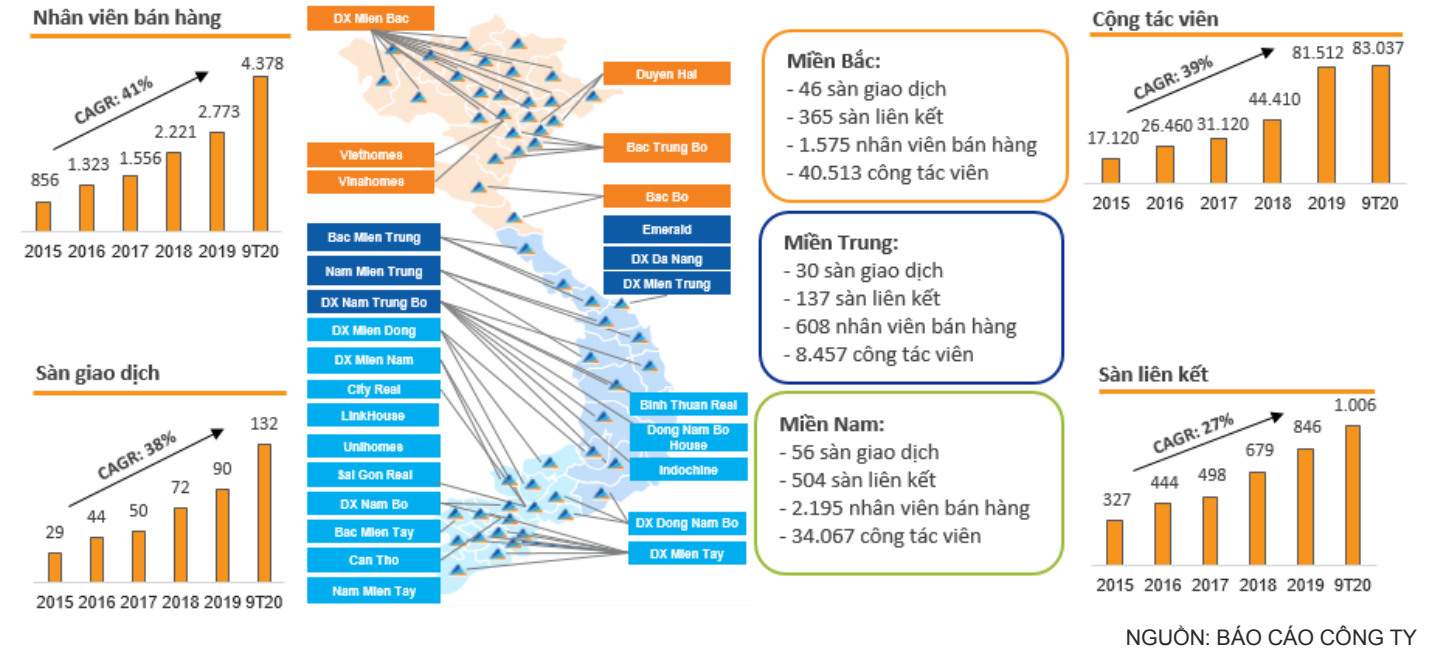 Nhân viên bán hàng
CAGR: 41%
856
1.323
1.556
2.221
2.773
4.378
2015 2016 2017 2018 2019 9T20
Sàn giao dịch
CAGR: 38%
29
44
50
72
90
132
2015 2016 2017 2018 2019 9T20
DX Mien Bac
Viethomes
Vinahomes
Bac Mien Trung
Nam Mien Trung
DX Nam Trung Bo
DX Mien Dong
DX Mien Nam
City Real
LinkHouse
Unihomes
Sai Gon Real
DX Nam Bo
Bac Mien Tay
Can Tho
Nam Mien Tay
Duyen Hai
Bac Trung Bo
Bac Bo
Emerald
DX Da Nang
DX Mien Trung
Binh Thuan Real
Dong Nam Bo
House
Indochine
DX Dong Nam Bo
DX Mien Tay
Miền Bắc:
- 46 sàn giao dịch
- 365 sàn liên kết
- 1.575 nhân viên bán hàng
- 40.513 công tác viên
Miền Trung:
- 30 sàn giao dịch
- 137 sàn liên kết
- 608 nhân viên bán hàng
- 8.457 công tác viên
Miền Nam:
- 56 sàn giao dịch
- 504 sàn liên kết
- 2.195 nhân viên bán hàng
- 34.067 công tác viên
Cộng tác viên
CAGR: 39%
17.120
26.460
31.120
44.410
81.512
83.037
2015 2016 2017 2018 2019 9T20
Sàn liên kết
CAGR: 27%
327
444
498
679
846
1.006
2015 2016 2017 2018 2019 9T20
NGUỒN: BÁO CÁO CÔNG TY